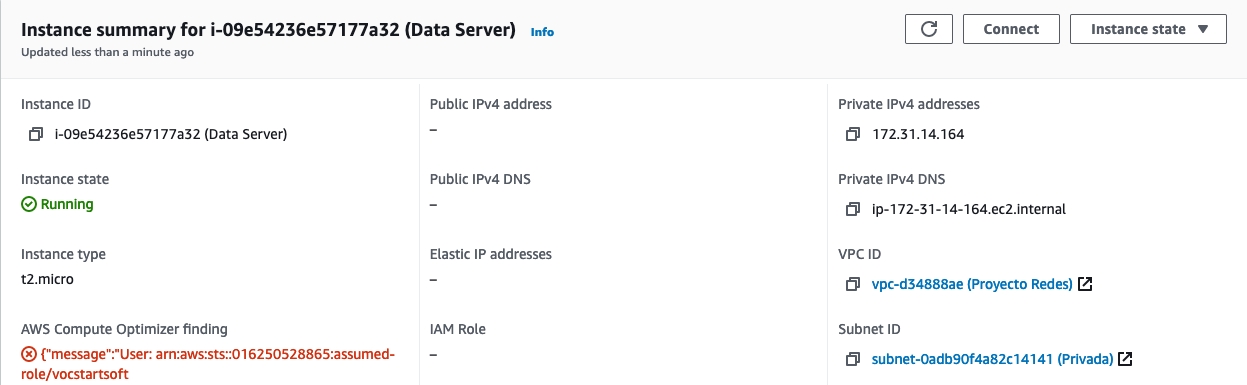 Instance summary for i-09e54236e57177a32 (Data Server) Info
Updated less than a minute ago
Connect
Instance state
Instance ID
i-09e54236e57177a32 (Data Server)
Public IPv4 address
–
Private IPv4 addresses
172.31.14.164
Instance state
Running
Public IPv4 DNS
–
Private IPv4 DNS
ip-172-31-14-164.ec2.internal
Instance type
t2.micro
Elastic IP addresses
–
VPC ID
vpc-d34888ae (Proyecto Redes)
AWS Compute Optimizer finding
{"message":"User: arn:aws:sts::016250528865:assumed-
role/vocstartsoft
IAM Role
–
Subnet ID
subnet-0adb90f4a82c14141 (Privada)